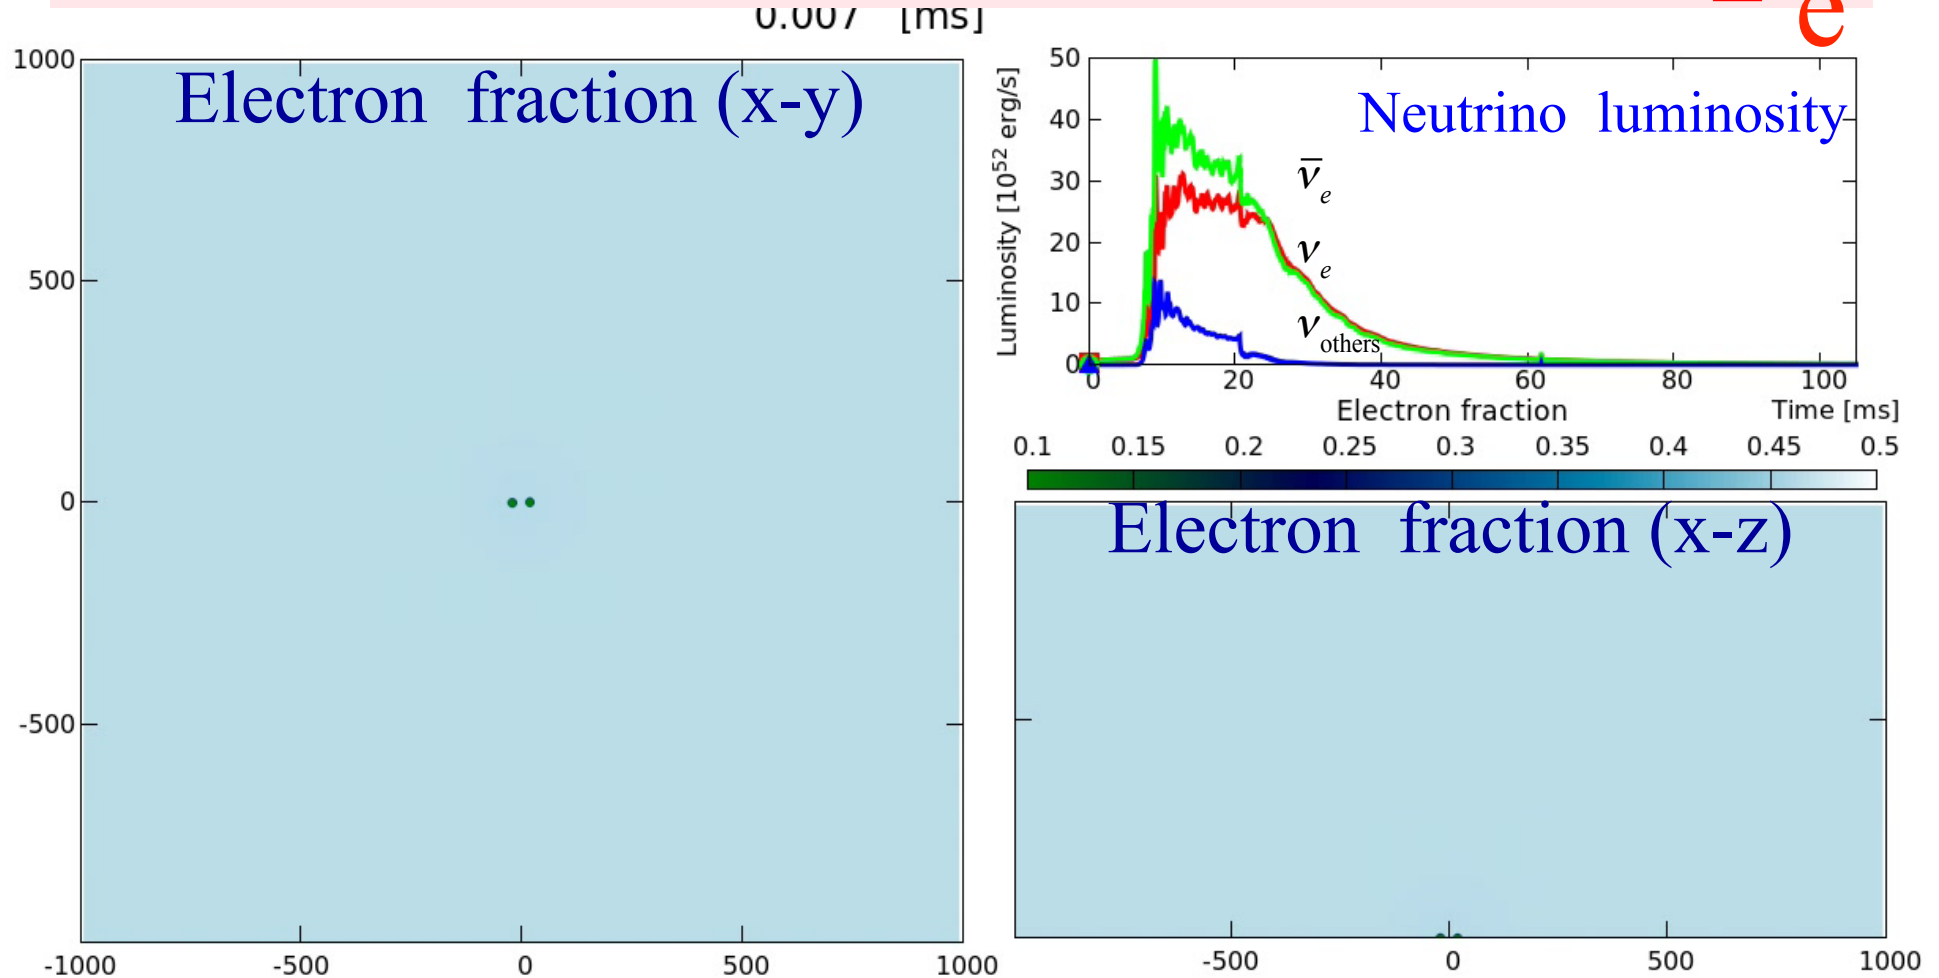 e
0.007 [ms]
Electron fraction (x-y)
1000
500
0
-500
-1000 -500 0 500 1000
Neutrino luminosity
Luminosity [10⁵² erg/s]
50
40
30
20
10
0
ν̅e
νe
νothers
0 20 40 60 80 100
Time [ms]
Electron fraction
0.1 0.15 0.2 0.25 0.3 0.35 0.4 0.45 0.5
Electron fraction (x-z)
-500 0 500 1000